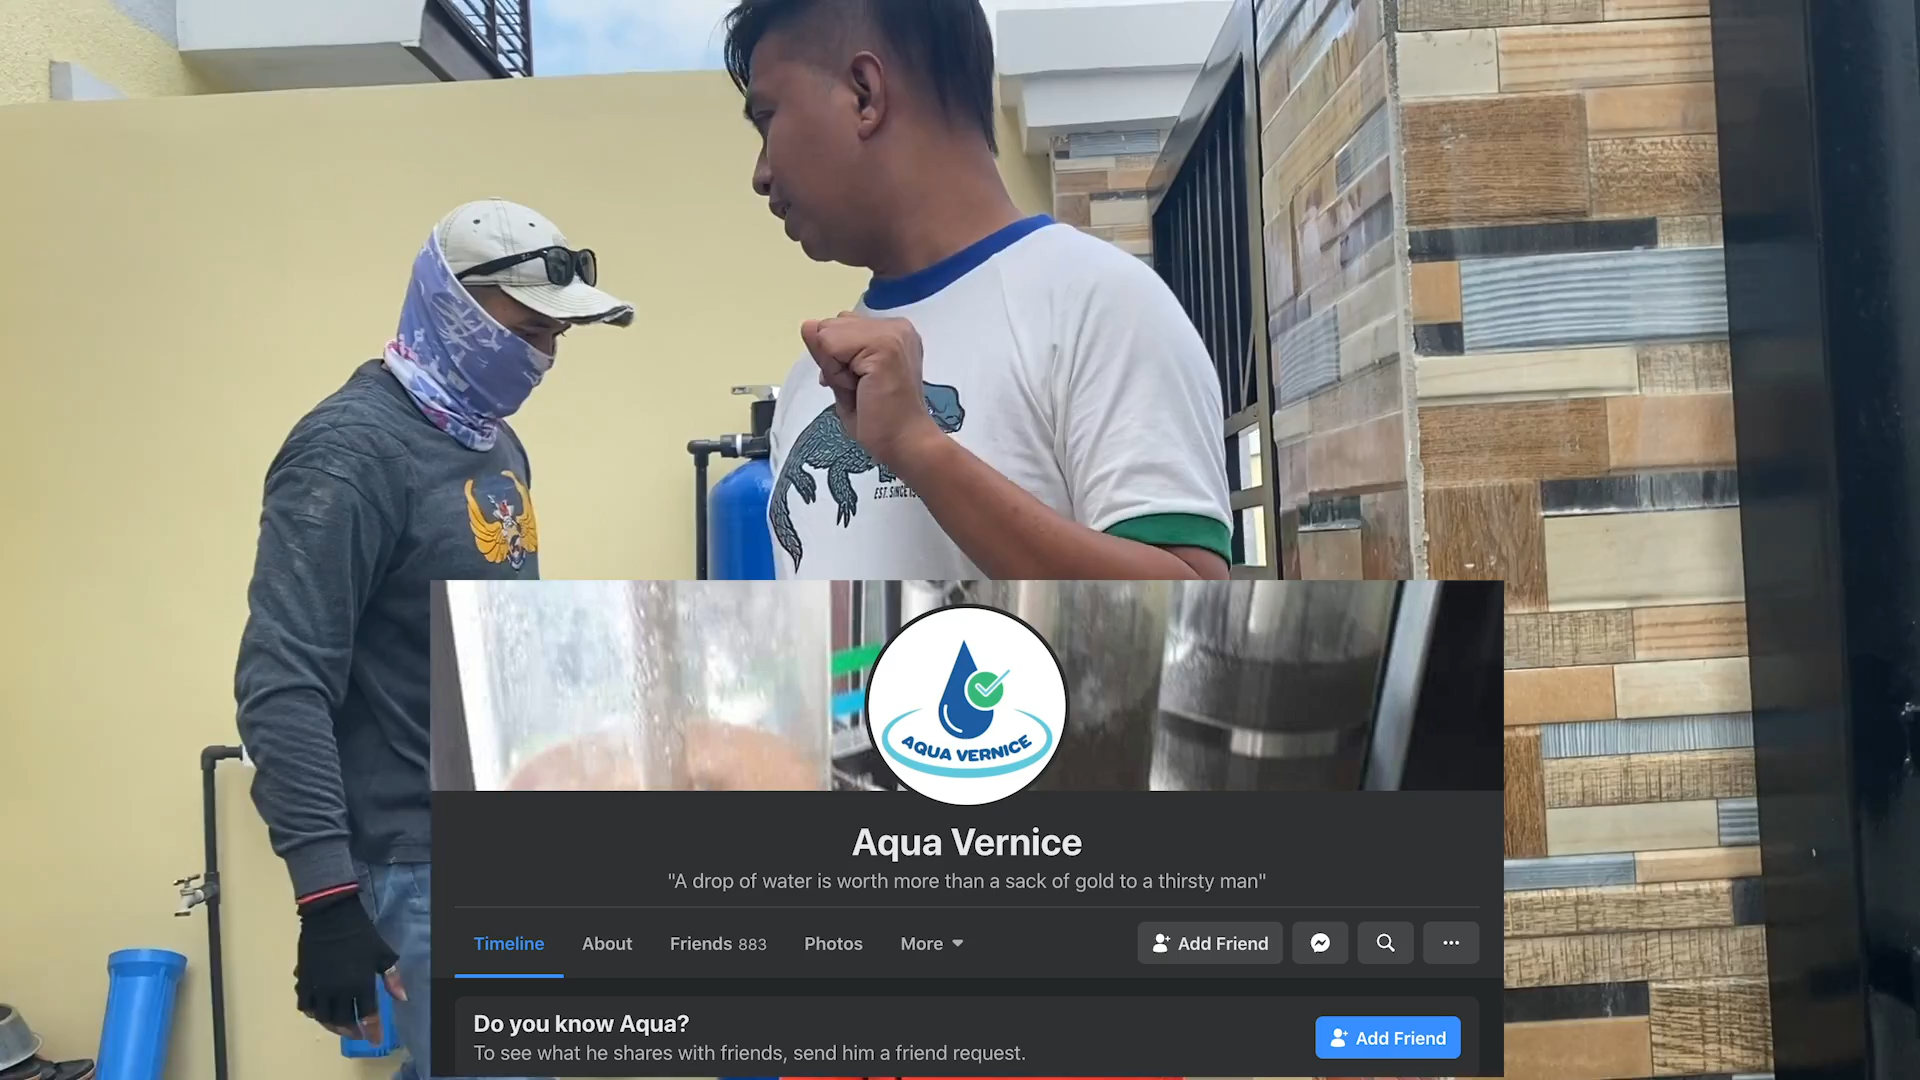 EST. SINCE
AQUA VERNICE
Aqua Vernice
"A drop of water is worth more than a sack of gold to a thirsty man"
Timeline About Friends 883 Photos More Add Friend
Do you know Aqua?
To see what he shares with friends, send him a friend request.
Add Friend